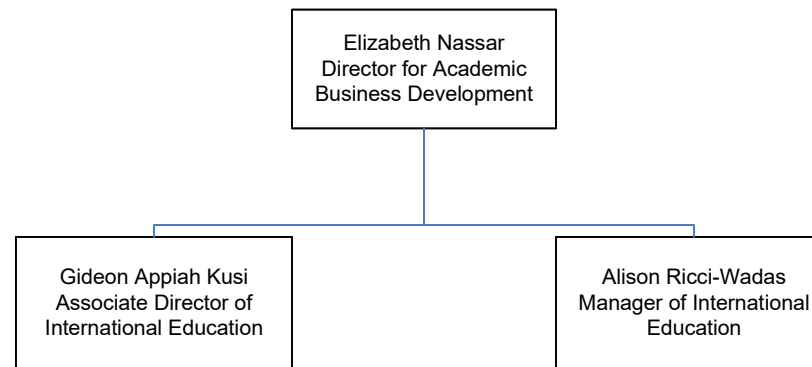 Elizabeth Nassar
Director for Academic
Business Development
Gideon Appiah Kusi
Associate Director of
International Education
Alison Ricci-Wadas
Manager of International
Education